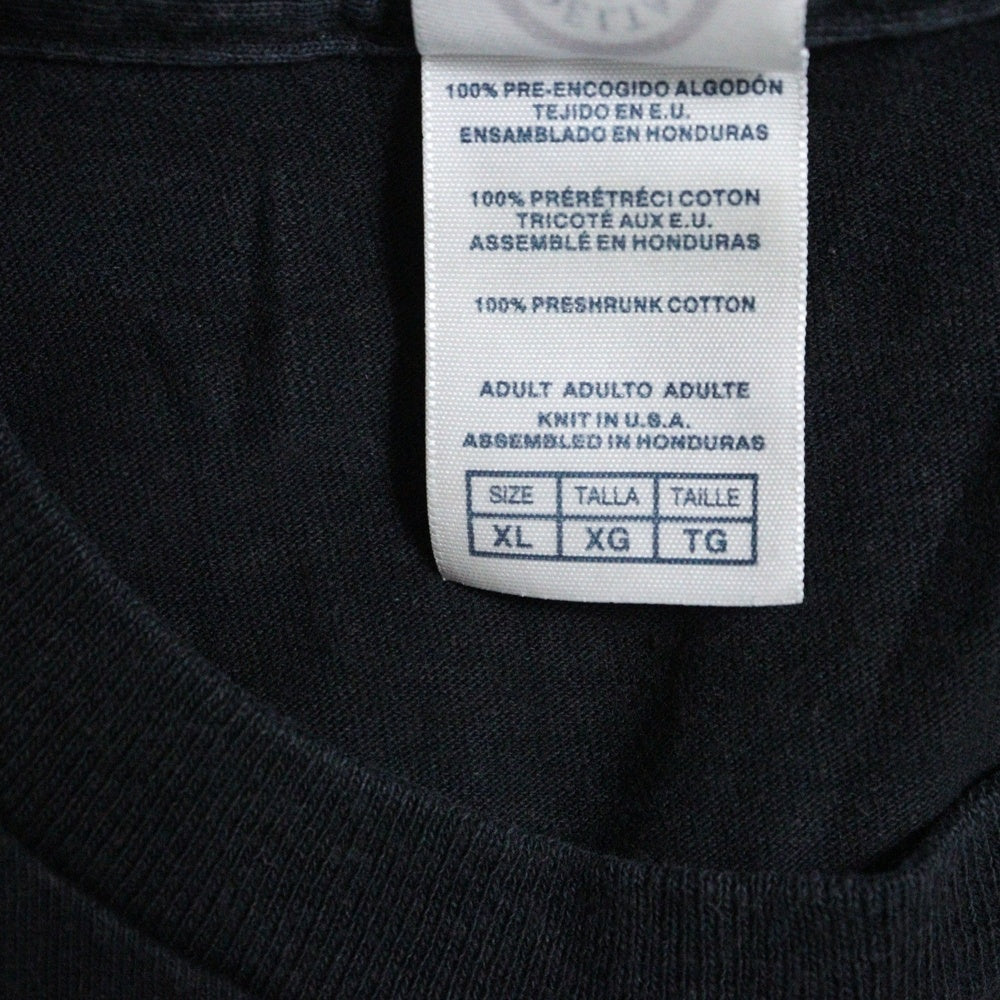 100% PRE-ENCOGIDO ALGODÓN
TEJIDO EN E.U.
ENSAMBLADO EN HONDURAS
100% PRÉRÉTRÉCI COTON
TRICOTÉ AUX E.U.
ASSEMBLÉ EN HONDURAS
100% PRESHRUNK COTTON
ADULT ADULTO ADULTE
KNIT IN U.S.A.
ASSEMBLED IN HONDURAS
SIZE TALLA TAILLE
XL XG TG